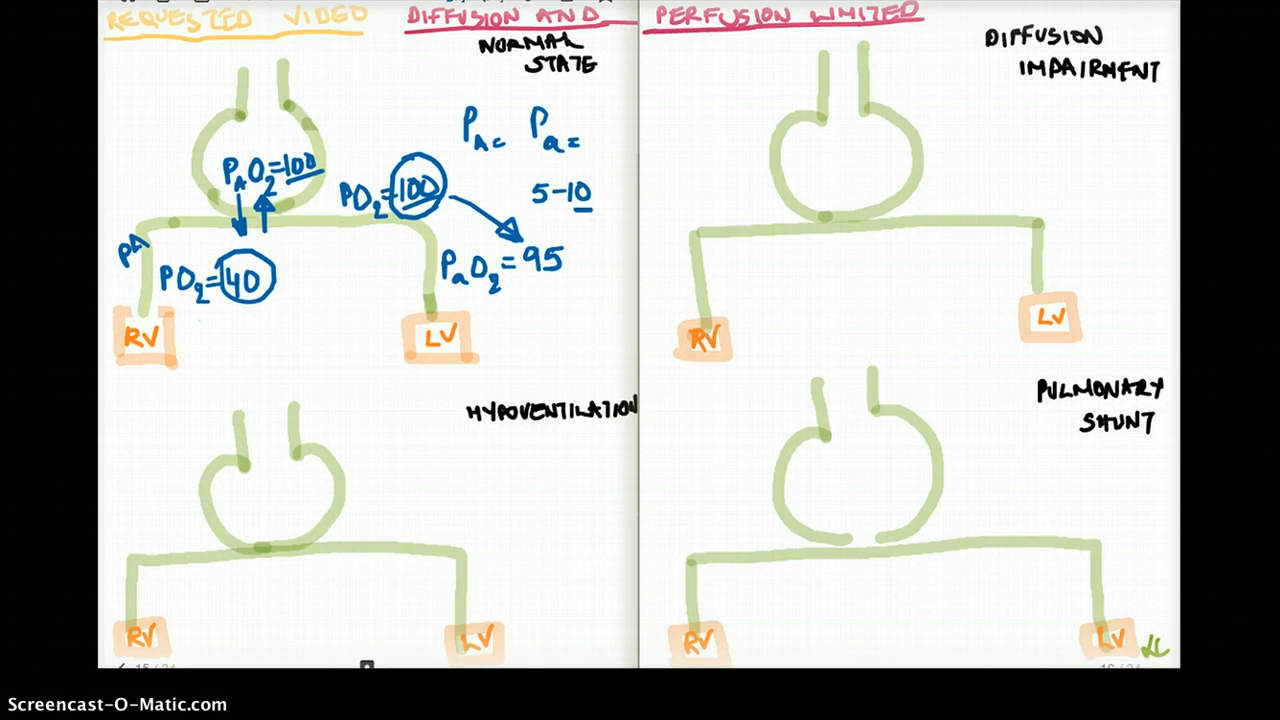 REQUESTED VIDEO DIFFUSION AND PERFUSION LIMITED
NORMAL
STATE
PA= Pa=
5-10
PAO2=100
PO2=100
PaO2=95
PA
PO2=40
RV
LV
DIFFUSION
IMPAIRMENT
RV
LV
HYPOVENTILATION
RV
LV
PULMONARY
SHUNT
RV
LV
Screencast-O-Matic.com